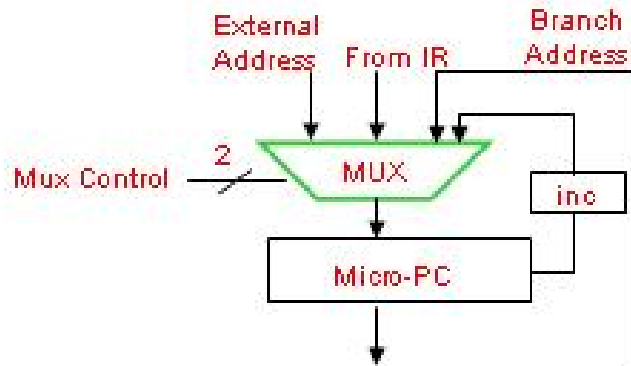 External
Address
From IR
Branch
Address
2
Mux Control
MUX
inc
Micro-PC